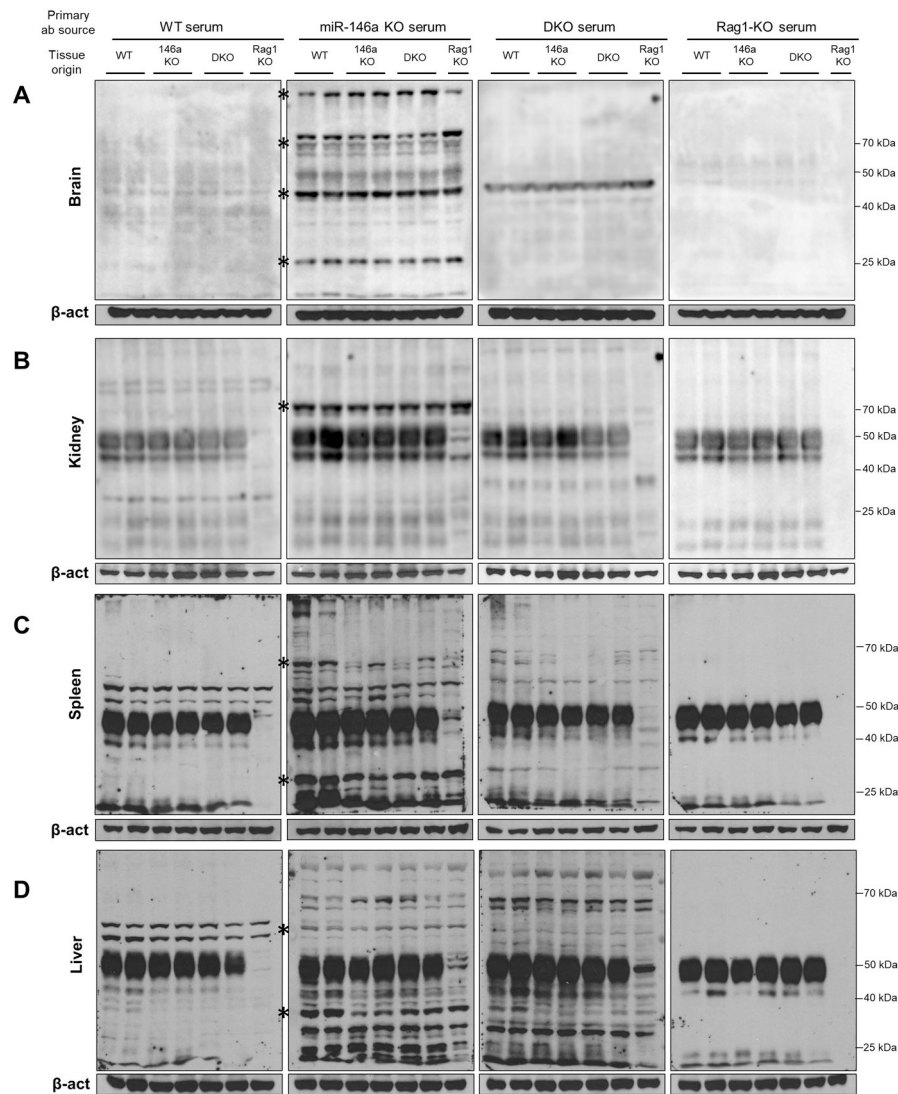 Primary ab source
WT serum
miR-146a KO serum
DKO serum
Rag1-KO serum
Tissue origin
WT 146a KO DKO Rag1 KO
WT 146a KO DKO Rag1 KO
WT 146a KO DKO Rag1 KO
WT 146a KO DKO Rag1 KO
A
Brain
*
*
*
*
70 kDa
50 kDa
40 kDa
25 kDa
β-act
B
Kidney
*
70 kDa
50 kDa
40 kDa
25 kDa
β-act
C
Spleen
*
*
70 kDa
50 kDa
40 kDa
25 kDa
β-act
D
Liver
*
*
70 kDa
50 kDa
40 kDa
25 kDa
β-act